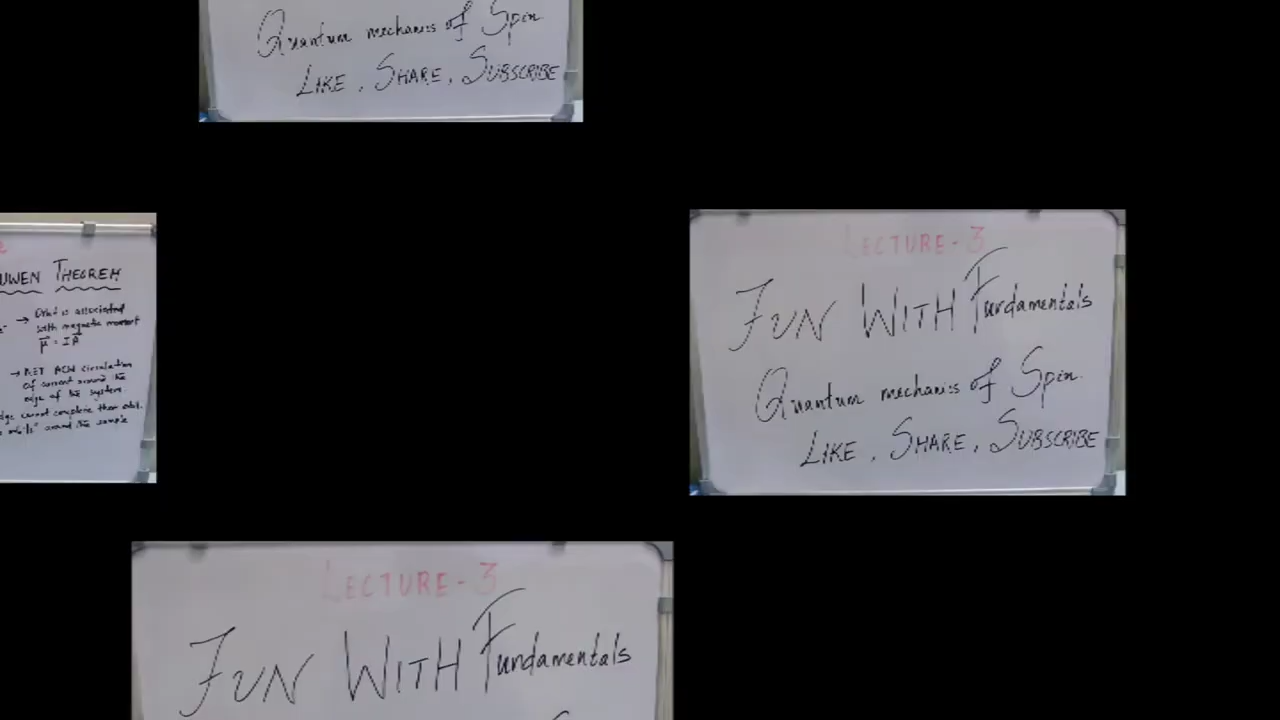 Quantum mechanics of Spin.
LIKE, SHARE, SUBSCRIBE
UWEN THEOREM
→ Orbit is associated
with magnetic moment
μ = IA
→ NET ACW circulation
of current around the
edge of the system
edge cannot complete their orbit.
around the sample
LECTURE-3
FUN WITH Fundamentals
Quantum mechanics of Spin.
LIKE, SHARE, SUBSCRIBE
LECTURE-3
FUN WITH Fundamentals